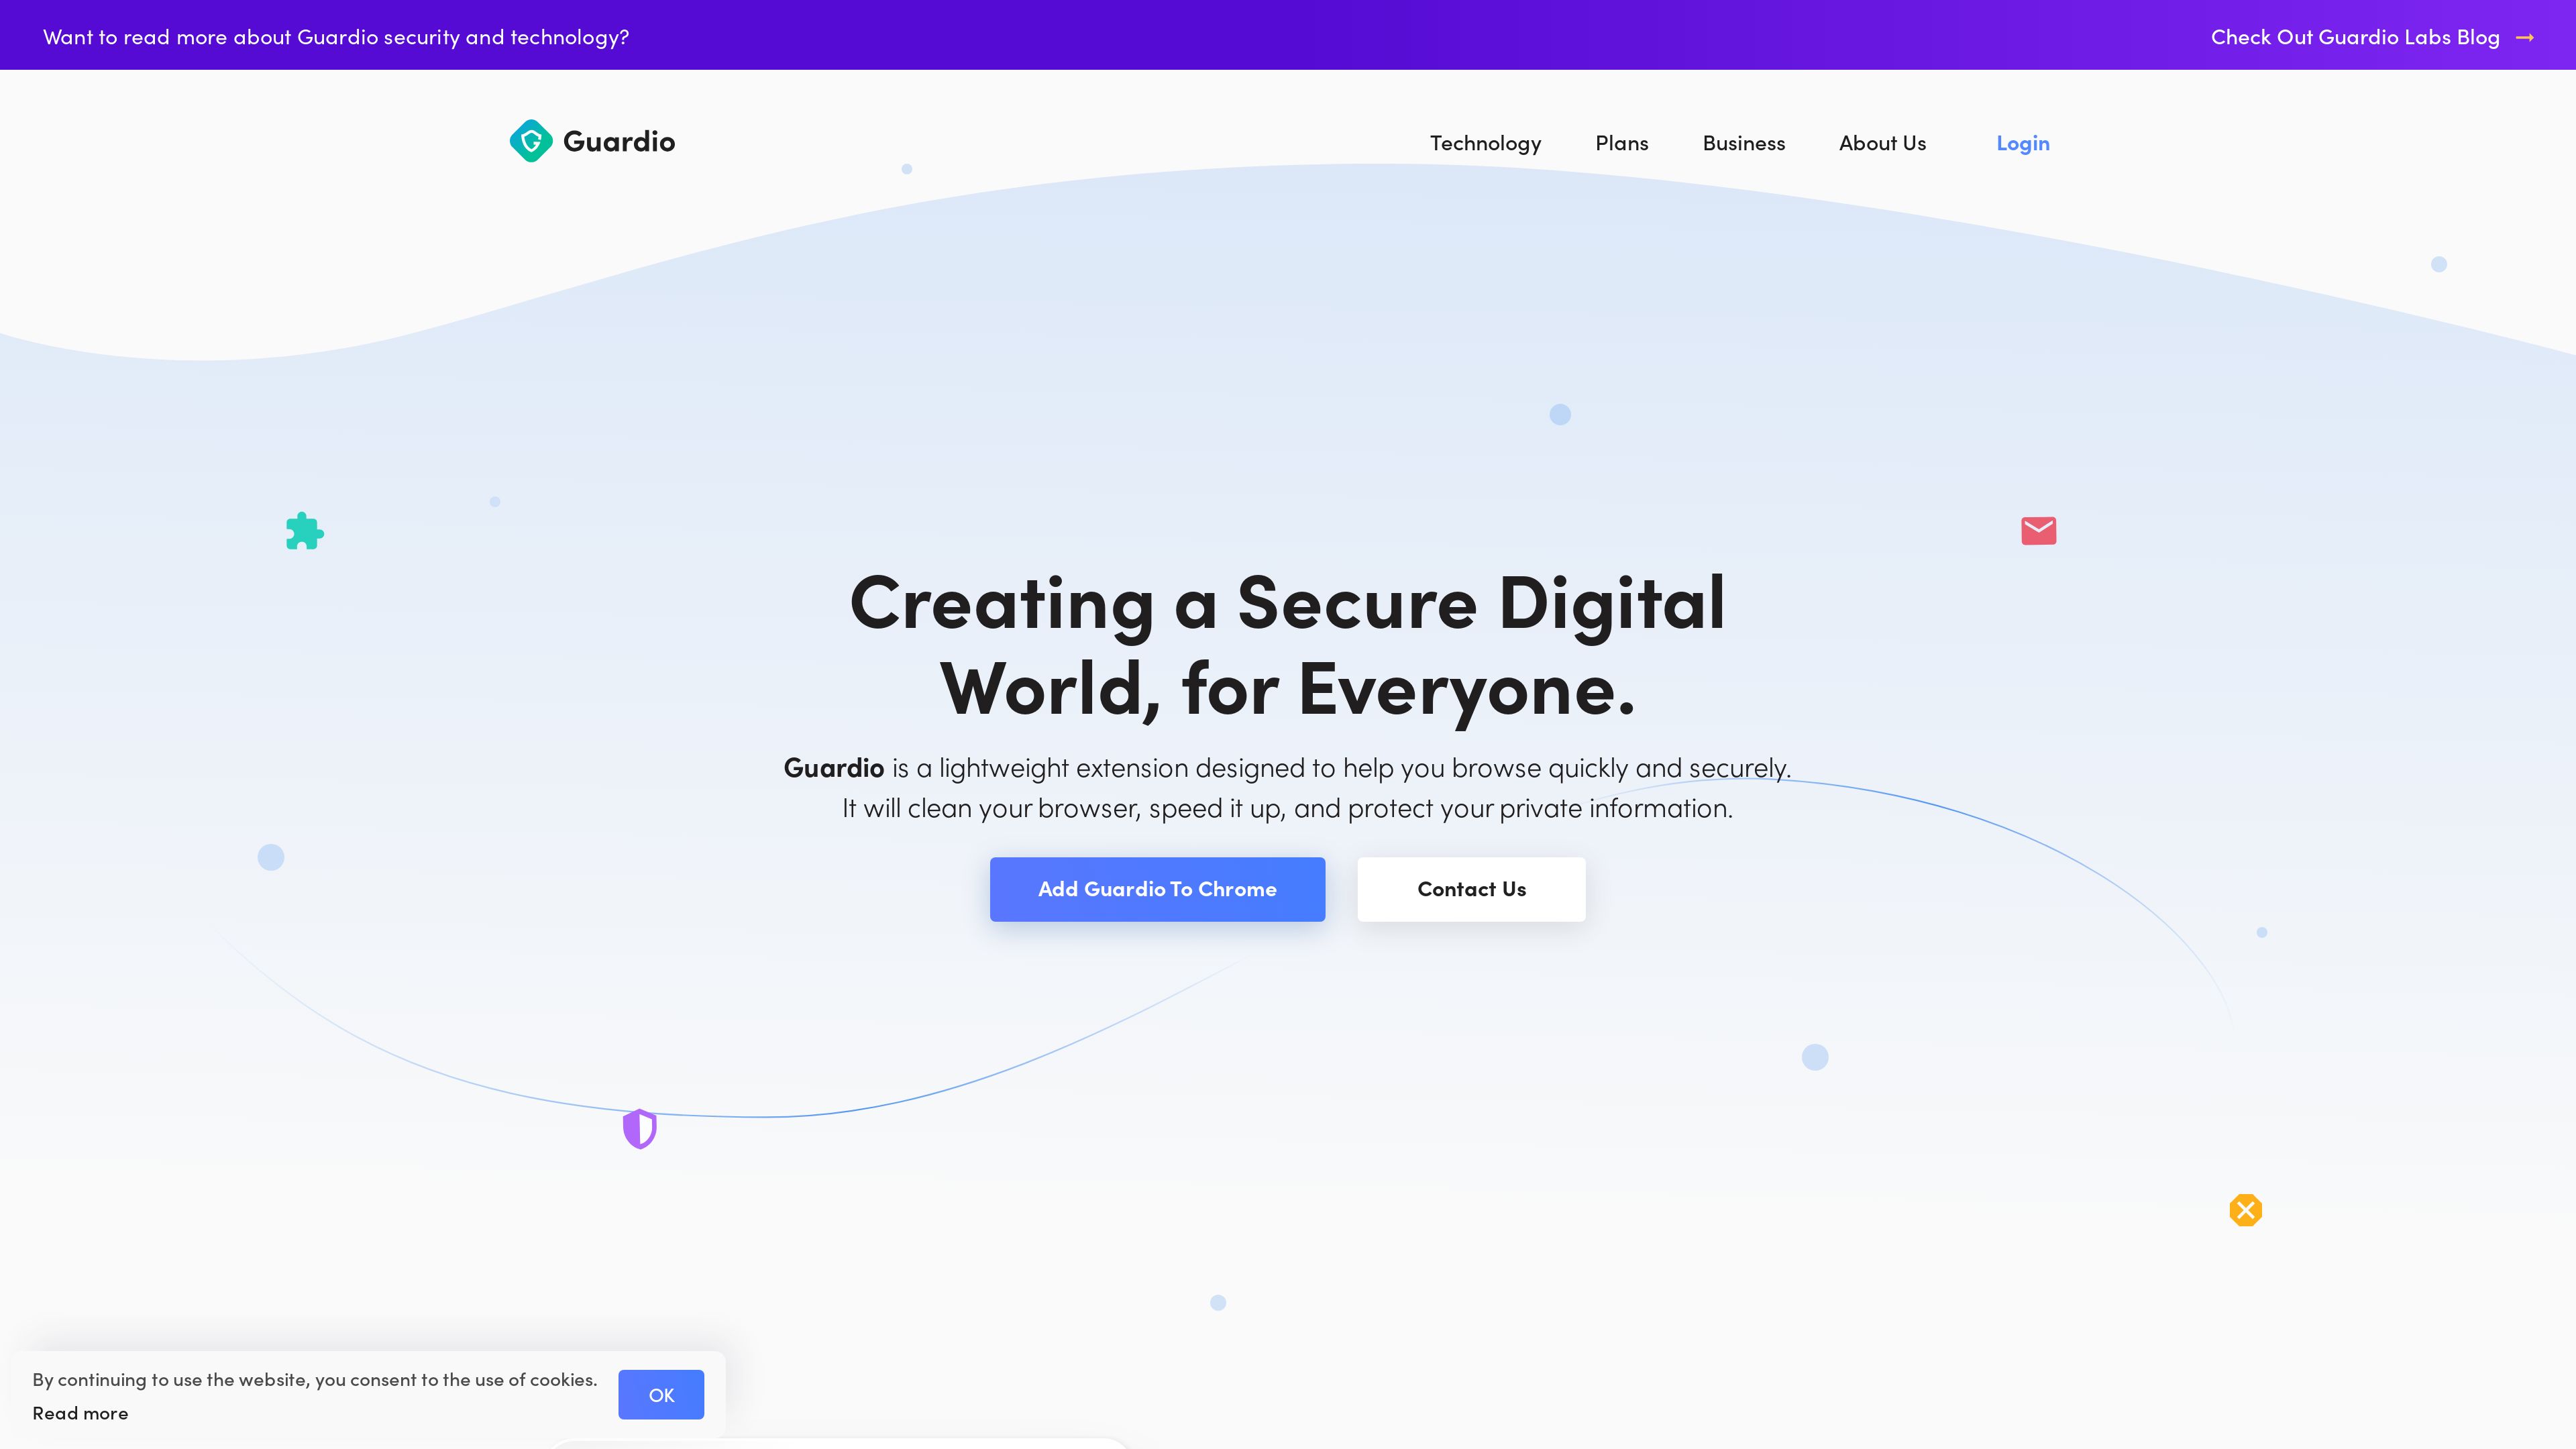 Want to read more about Guardio security and technology?
Check Out Guardio Labs Blog →
Guardio
Technology
Plans
Business
About Us
Login
Creating a Secure Digital
World, for Everyone.
Guardio is a lightweight extension designed to help you browse quickly and securely.
It will clean your browser, speed it up, and protect your private information.
Add Guardio To Chrome
Contact Us
By continuing to use the website, you consent to the use of cookies.
Read more
OK